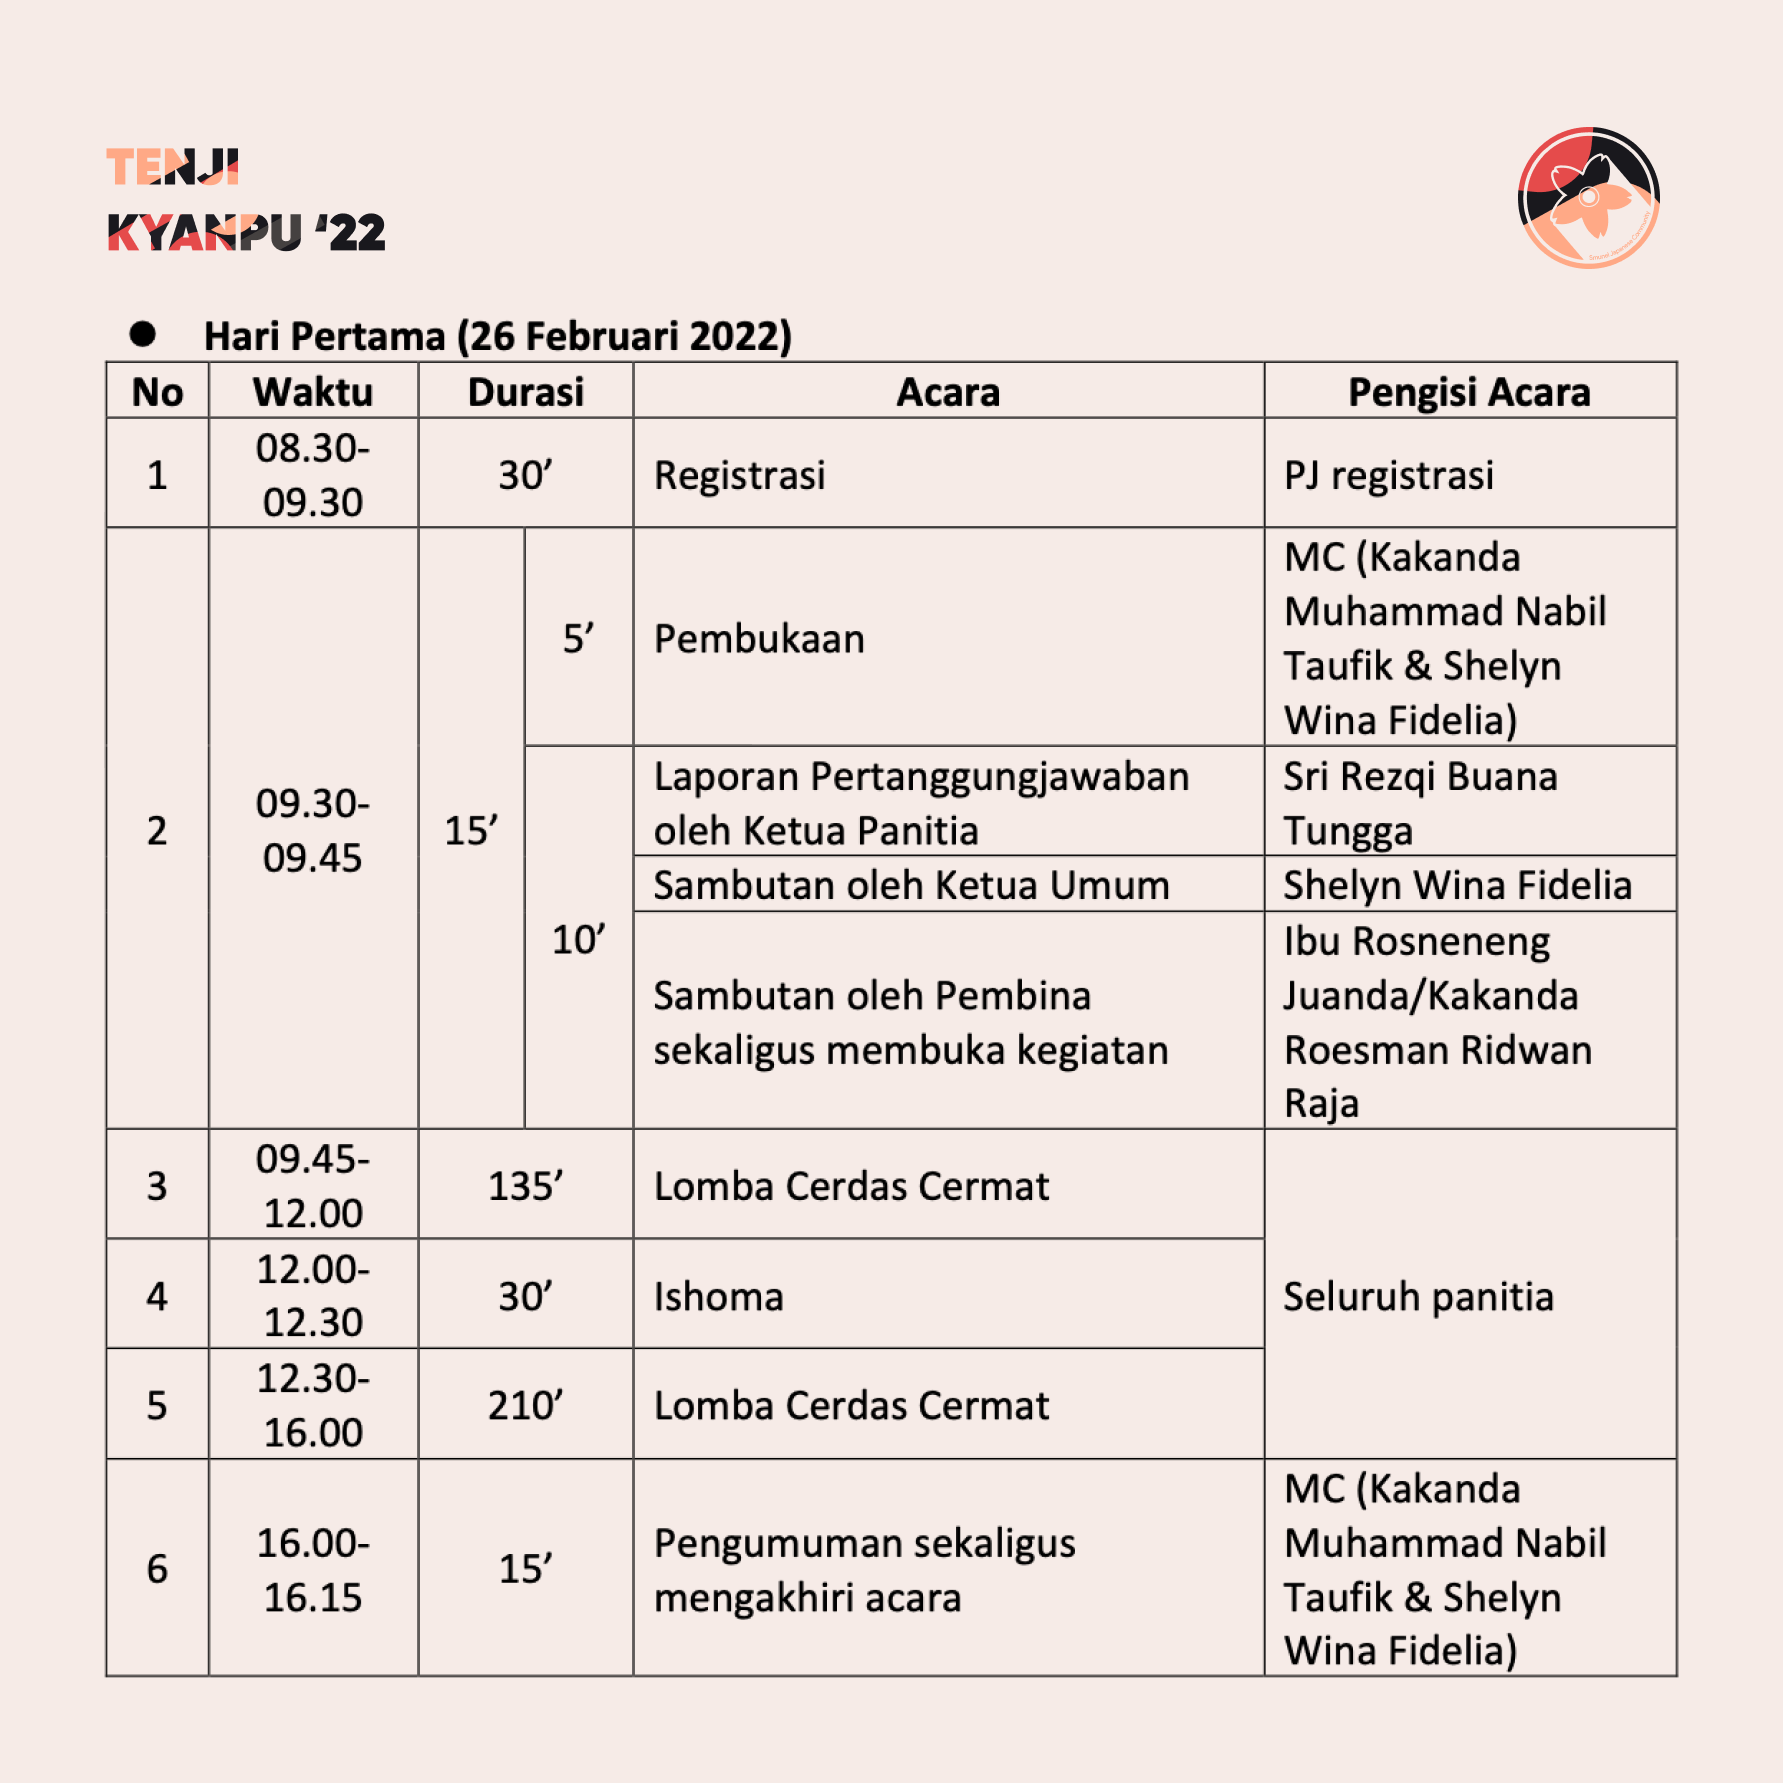 TENJI
KYANPU '22
● Hari Pertama (26 Februari 2022)
No Waktu Durasi Acara Pengisi Acara
1
08.30-
09.30
30’
Registrasi
PJ registrasi
2
09.30-
09.45
15’
5’
Pembukaan
MC (Kakanda
Muhammad Nabil
Taufik & Shelyn
Wina Fidelia)
10’
Laporan Pertanggungjawaban
oleh Ketua Panitia
Sri Rezqi Buana
Tungga
Sambutan oleh Ketua Umum
Shelyn Wina Fidelia
Sambutan oleh Pembina
sekaligus membuka kegiatan
Ibu Rosneneng
Juanda/Kakanda
Roesman Ridwan
Raja
3
09.45-
12.00
135’
Lomba Cerdas Cermat
Seluruh panitia
4
12.00-
12.30
30’
Ishoma
5
12.30-
16.00
210’
Lomba Cerdas Cermat
6
16.00-
16.15
15’
Pengumuman sekaligus
mengakhiri acara
MC (Kakanda
Muhammad Nabil
Taufik & Shelyn
Wina Fidelia)